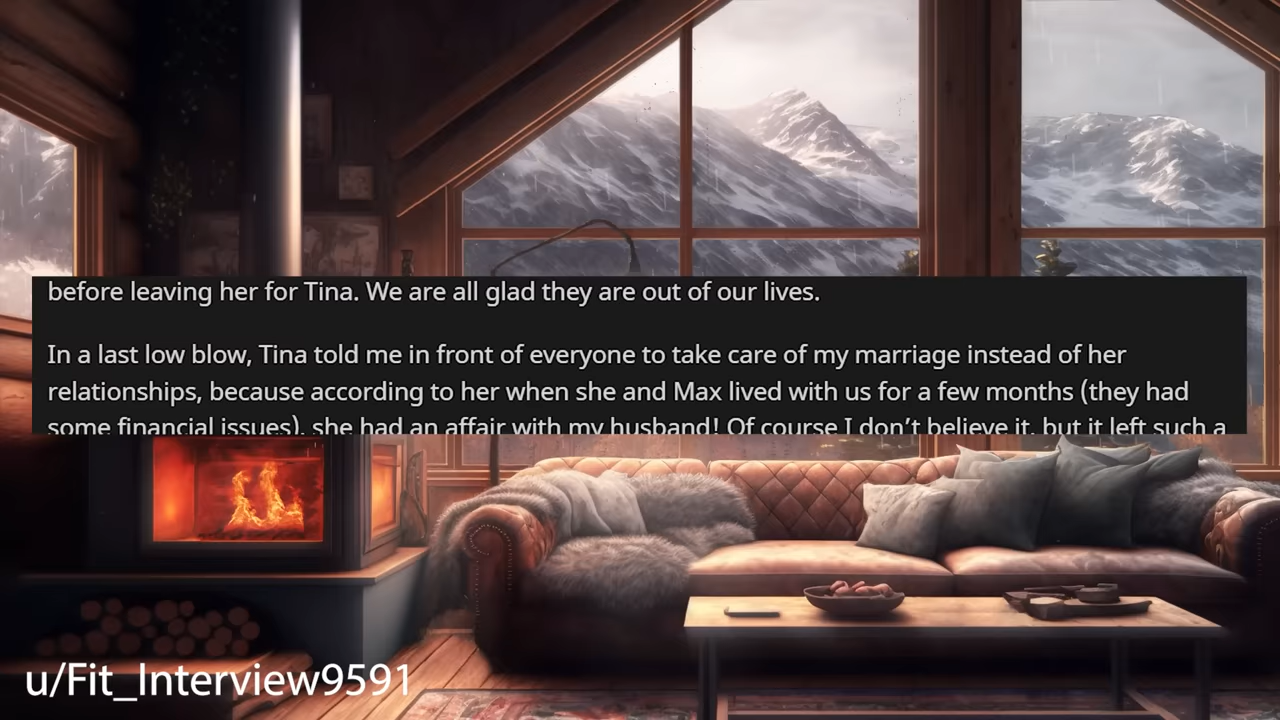 before leaving her for Tina. We are all glad they are out of our lives.
In a last low blow, Tina told me in front of everyone to take care of my marriage instead of her
relationships, because according to her when she and Max lived with us for a few months (they had
some financial issues), she had an affair with my husband! Of course I don’t believe it, but it left such a
u/Fit_Interview9591